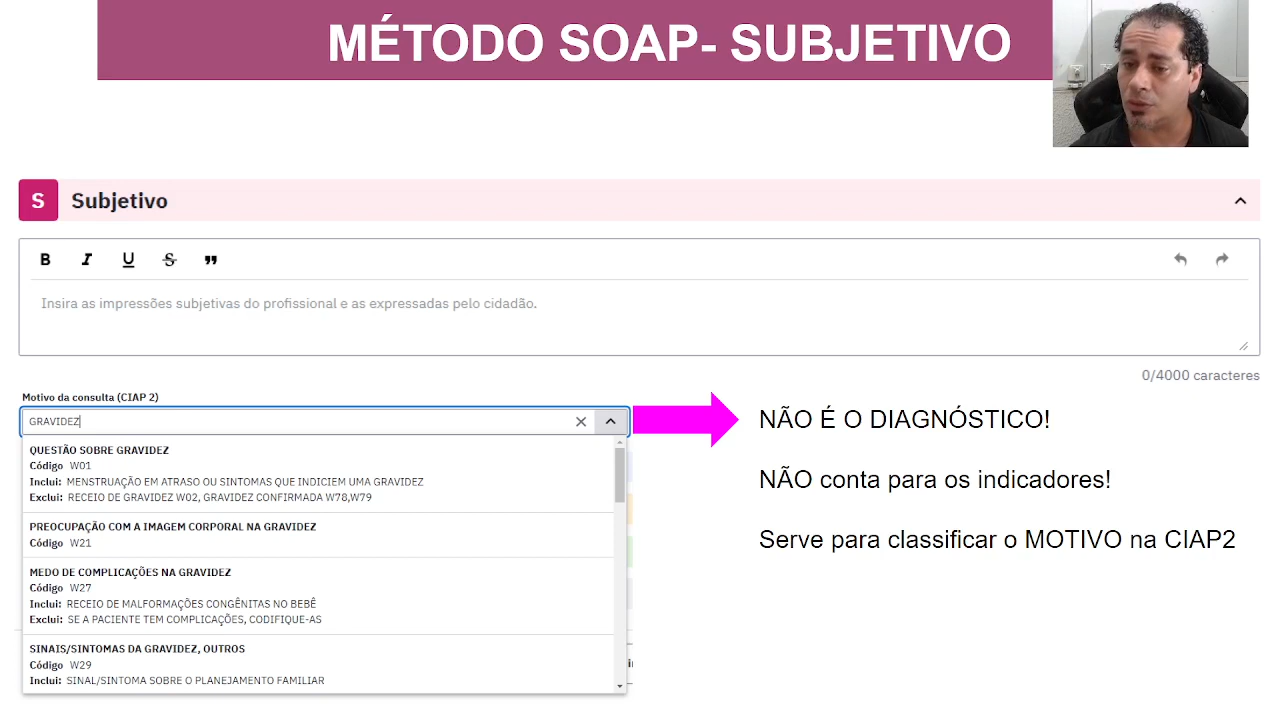 MÉTODO SOAP- SUBJETIVO
S Subjetivo
B I U S
Insira as impressões subjetivas do profissional e as expressadas pelo cidadão.
0/4000 caracteres
Motivo da consulta (CIAP 2)
GRAVIDEZ
QUESTÃO SOBRE GRAVIDEZ
Código W01
Inclui: MENSTRUAÇÃO EM ATRASO OU SINTOMAS QUE INDICIEM UMA GRAVIDEZ
Exclui: RECEIO DE GRAVIDEZ W02, GRAVIDEZ CONFIRMADA W78,W79
PREOCUPAÇÃO COM A IMAGEM CORPORAL NA GRAVIDEZ
Código W21
MEDO DE COMPLICAÇÕES NA GRAVIDEZ
Código W27
Inclui: RECEIO DE MALFORMAÇÕES CONGÊNITAS NO BEBÊ
Exclui: SE A PACIENTE TEM COMPLICAÇÕES, CODIFIQUE-AS
SINAIS/SINTOMAS DA GRAVIDEZ, OUTROS
Código W29
Inclui: SINAL/SINTOMA SOBRE O PLANEJAMENTO FAMILIAR
NÃO É O DIAGNÓSTICO!
NÃO conta para os indicadores!
Serve para classificar o MOTIVO na CIAP2